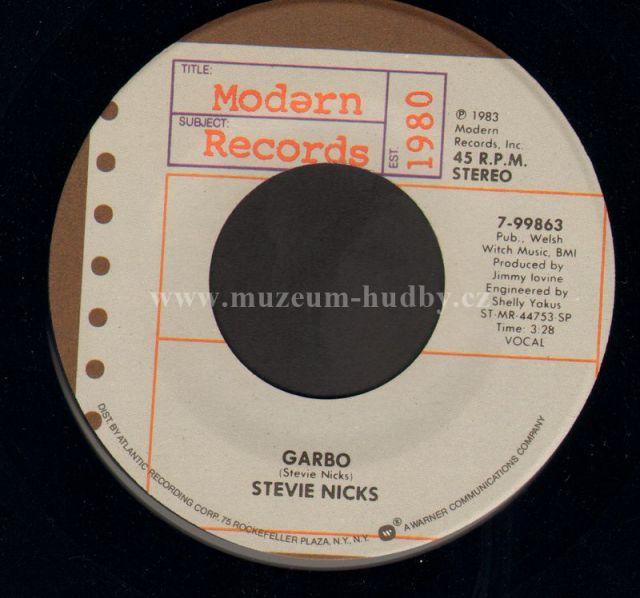 TITLE:
Modərn
SUBJECT:
Records
EST.
1980
℗ 1983
Modern
Records, Inc.
45 R.P.M.
STEREO
7-99863
Pub., Welsh
Witch Music, BMI
Produced by
Jimmy Iovine
Engineered by
Shelly Yakus
ST-MR-44753-SP
Time: 3:28
VOCAL
www.muzeum-hudby.cz
GARBO
(Stevie Nicks)
STEVIE NICKS
DIST. BY ATLANTIC RECORDING CORP. 75 ROCKEFELLER PLAZA, N.Y., N.Y. ® A WARNER COMMUNICATIONS COMPANY